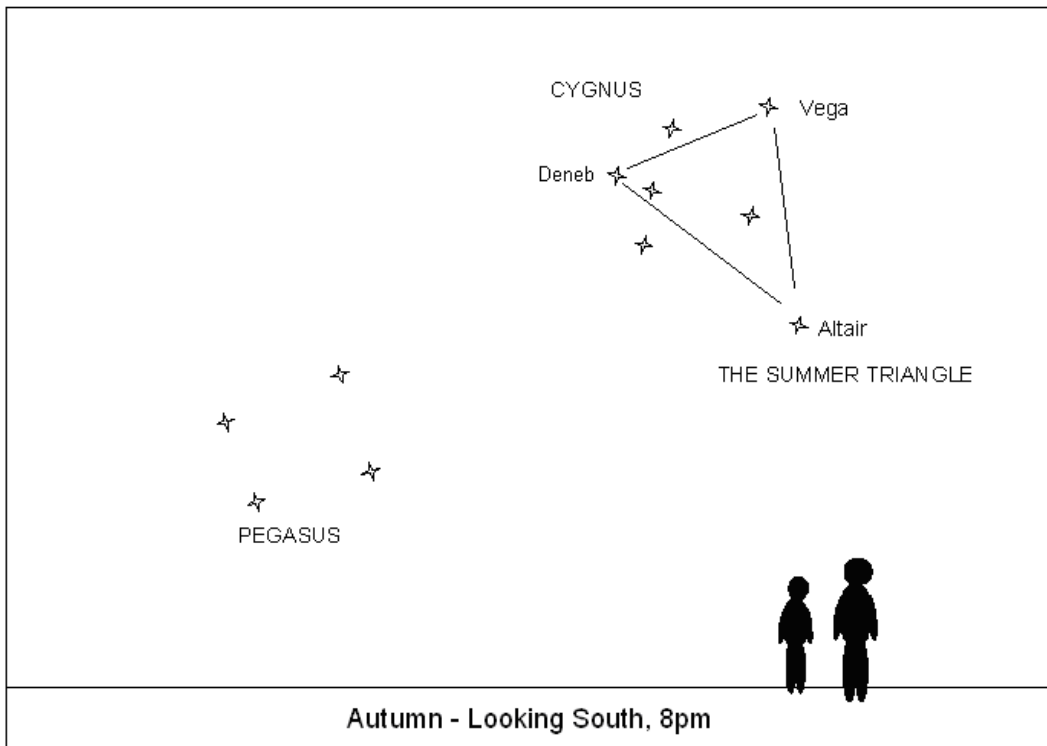 CYGNUS
Vega
Deneb
Altair
THE SUMMER TRIANGLE
PEGASUS
Autumn - Looking South, 8pm